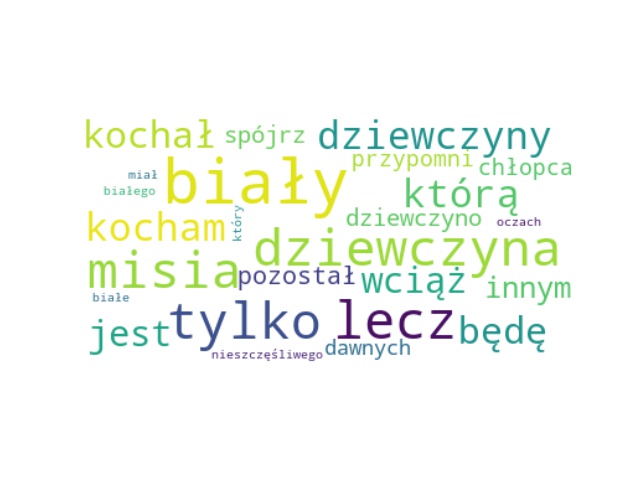 kochał spójrz dziewczyny
przypomni
miał biały chłopca
białego którą
kocham który dziewczyno oczach
dziewczyna
misia pozostał wciąż innym
białe
jest tylko lecz będę
nieszczęśliwego dawnych